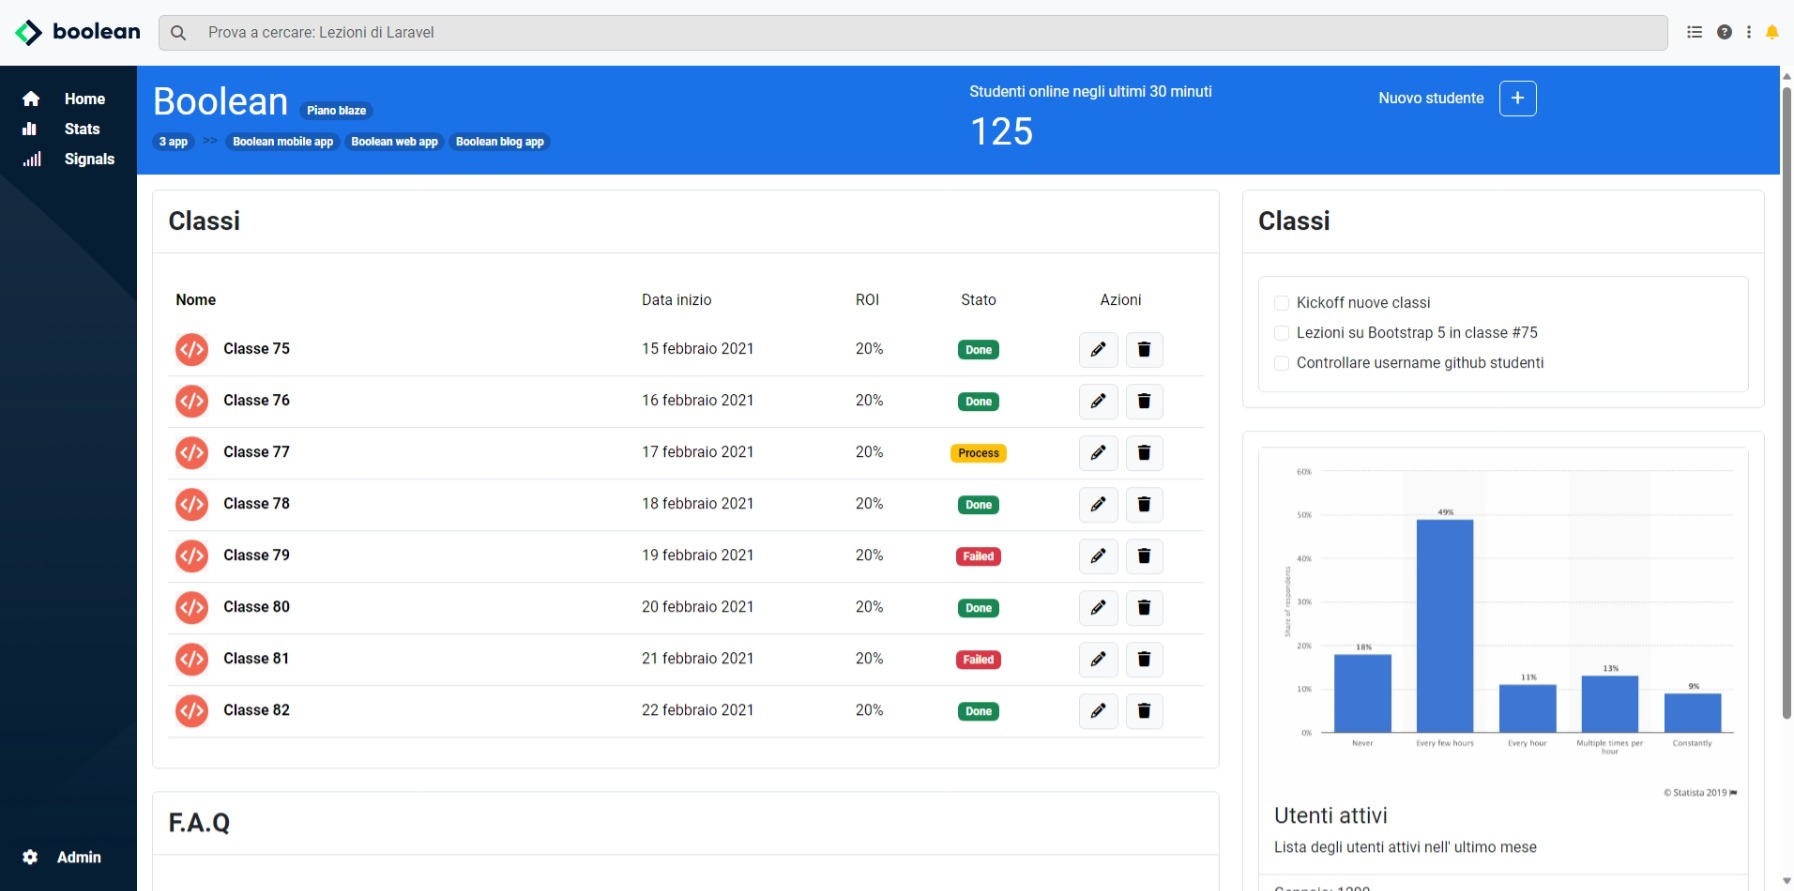 boolean
Prova a cercare: Lezioni di Laravel
Home
Stats
Signals
Admin
Boolean Piano blaze
3 app >> Boolean mobile app Boolean web app Boolean blog app
Studenti online negli ultimi 30 minuti
125
Nuovo studente +
Classi
Nome Data inizio ROI Stato Azioni
Classe 75 15 febbraio 2021 20% Done
Classe 76 16 febbraio 2021 20% Done
Classe 77 17 febbraio 2021 20% Process
Classe 78 18 febbraio 2021 20% Done
Classe 79 19 febbraio 2021 20% Failed
Classe 80 20 febbraio 2021 20% Done
Classe 81 21 febbraio 2021 20% Failed
Classe 82 22 febbraio 2021 20% Done
F.A.Q
Classi
Kickoff nuove classi
Lezioni su Bootstrap 5 in classe #75
Controllare username github studenti
Share of respondents
60%
50%
40%
30%
20%
10%
0%
18%
49%
11%
13%
9%
Never
Every few hours
Every hour
Multiple times per
hour
Constantly
© Statista 2019
Utenti attivi
Lista degli utenti attivi nell' ultimo mese